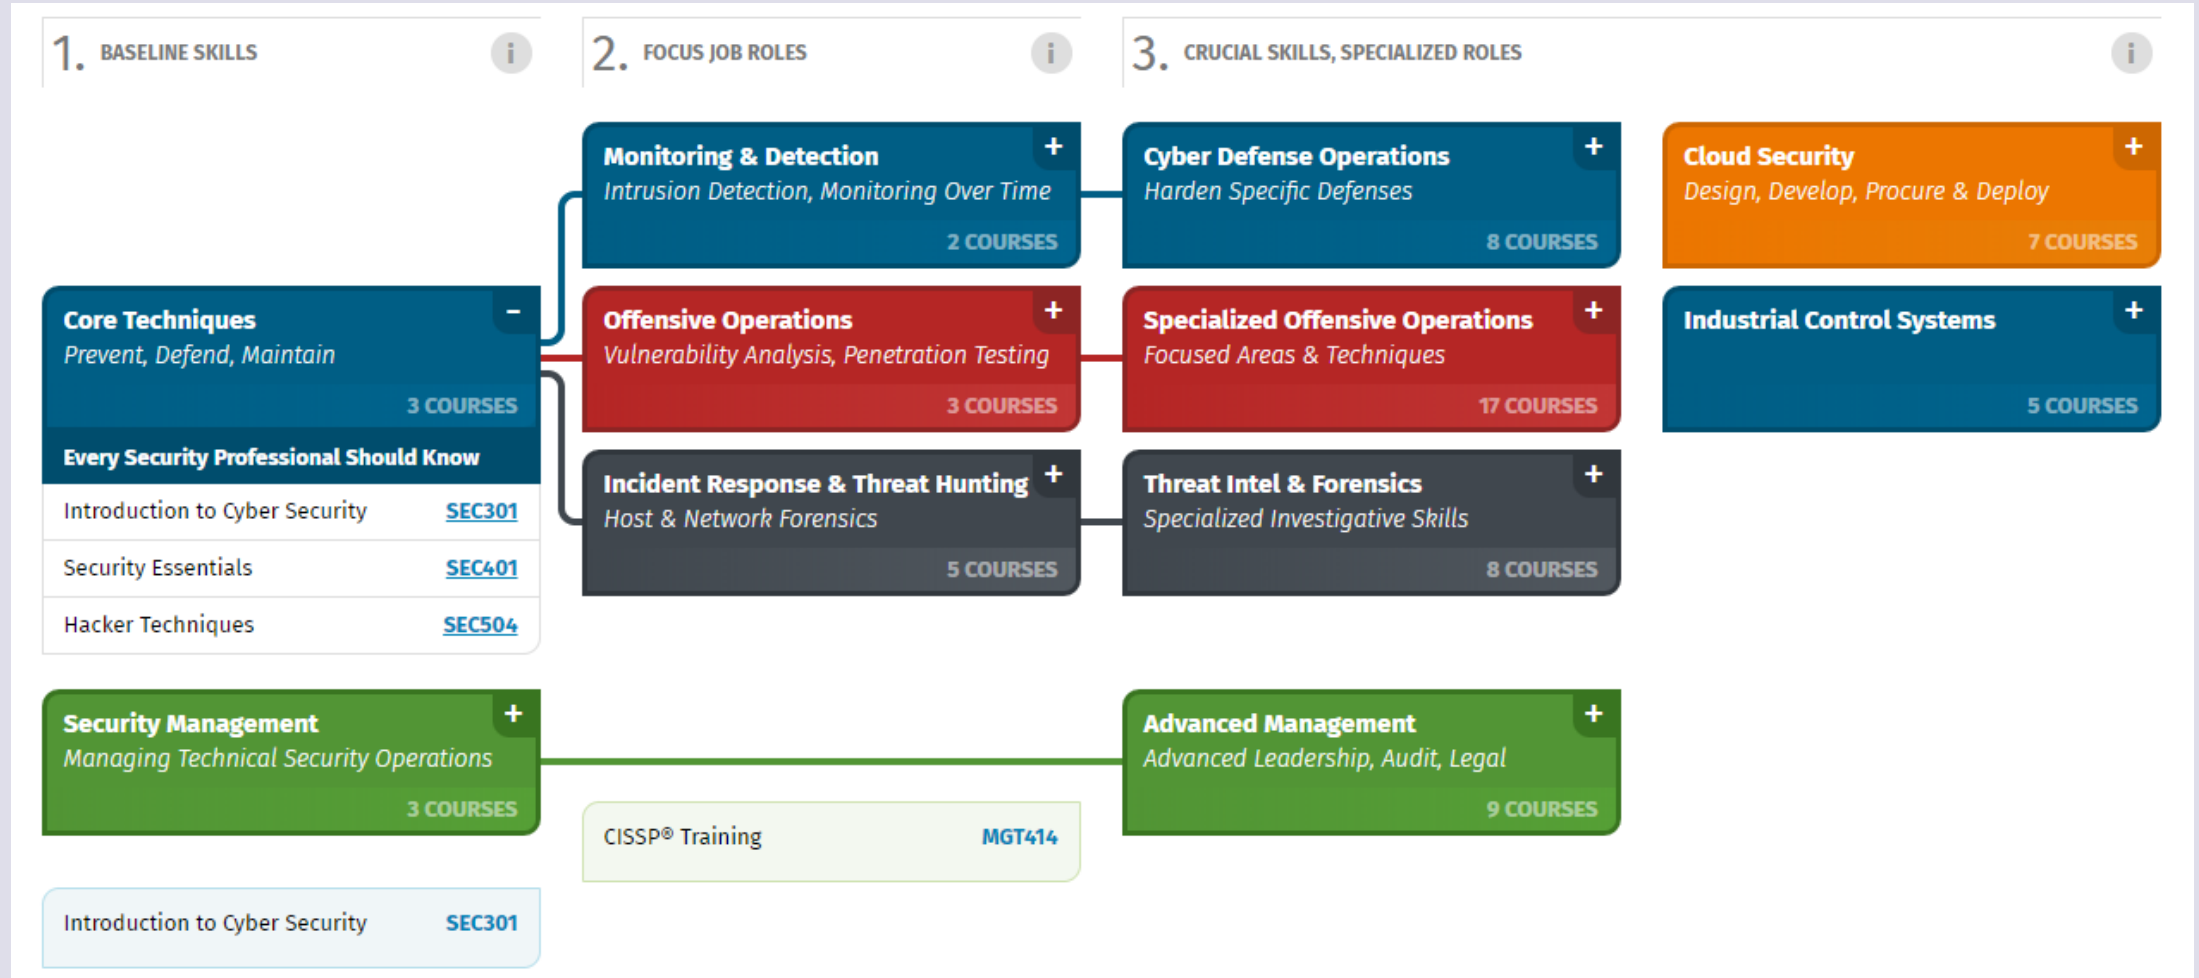 1. BASELINE SKILLS i
2. FOCUS JOB ROLES i
3. CRUCIAL SKILLS, SPECIALIZED ROLES i
Monitoring & Detection +
Intrusion Detection, Monitoring Over Time
2 COURSES
Cyber Defense Operations +
Harden Specific Defenses
8 COURSES
Cloud Security +
Design, Develop, Procure & Deploy
7 COURSES
Core Techniques -
Prevent, Defend, Maintain
3 COURSES
Every Security Professional Should Know
Introduction to Cyber Security SEC301
Security Essentials SEC401
Hacker Techniques SEC504
Offensive Operations +
Vulnerability Analysis, Penetration Testing
3 COURSES
Specialized Offensive Operations +
Focused Areas & Techniques
17 COURSES
Industrial Control Systems +
5 COURSES
Incident Response & Threat Hunting +
Host & Network Forensics
5 COURSES
Threat Intel & Forensics +
Specialized Investigative Skills
8 COURSES
Security Management +
Managing Technical Security Operations
3 COURSES
CISSP® Training MGT414
Advanced Management +
Advanced Leadership, Audit, Legal
9 COURSES
Introduction to Cyber Security SEC301